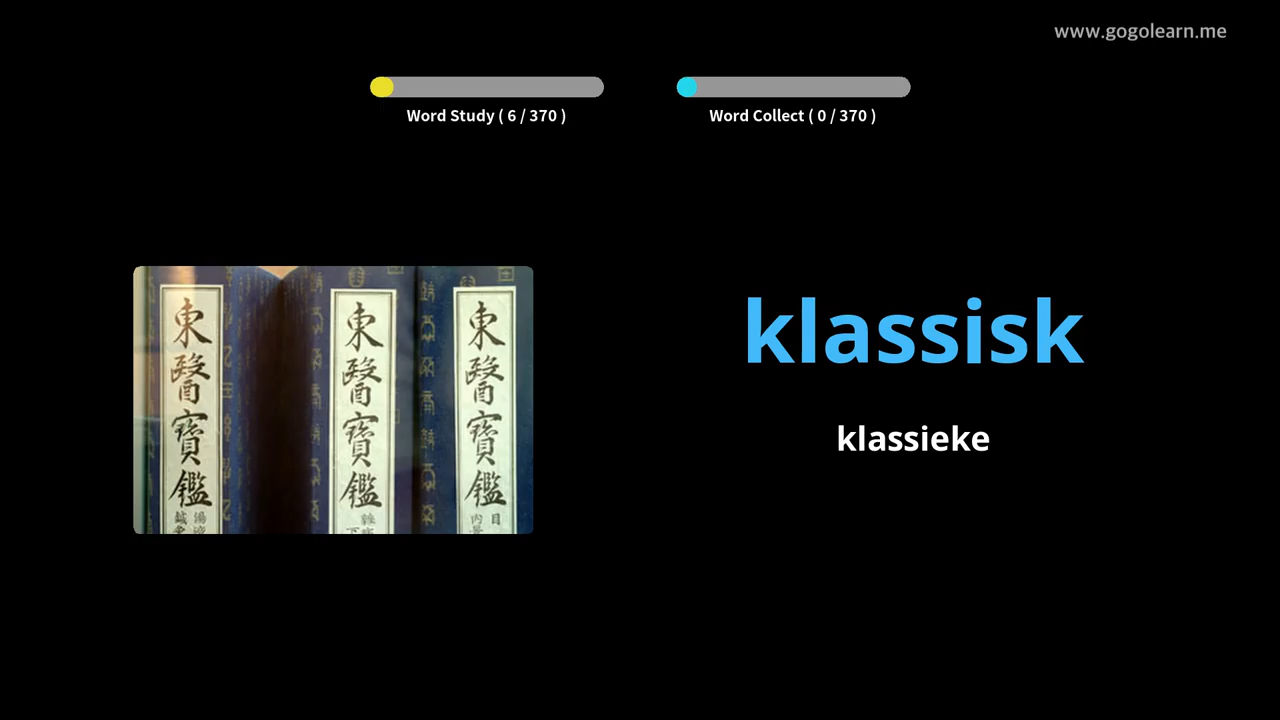 www.gogolearn.me
Word Study ( 6 / 370 )
Word Collect ( 0 / 370 )
東醫寶鑑
東醫寶鑑
東醫寶鑑
klassisk
klassieke